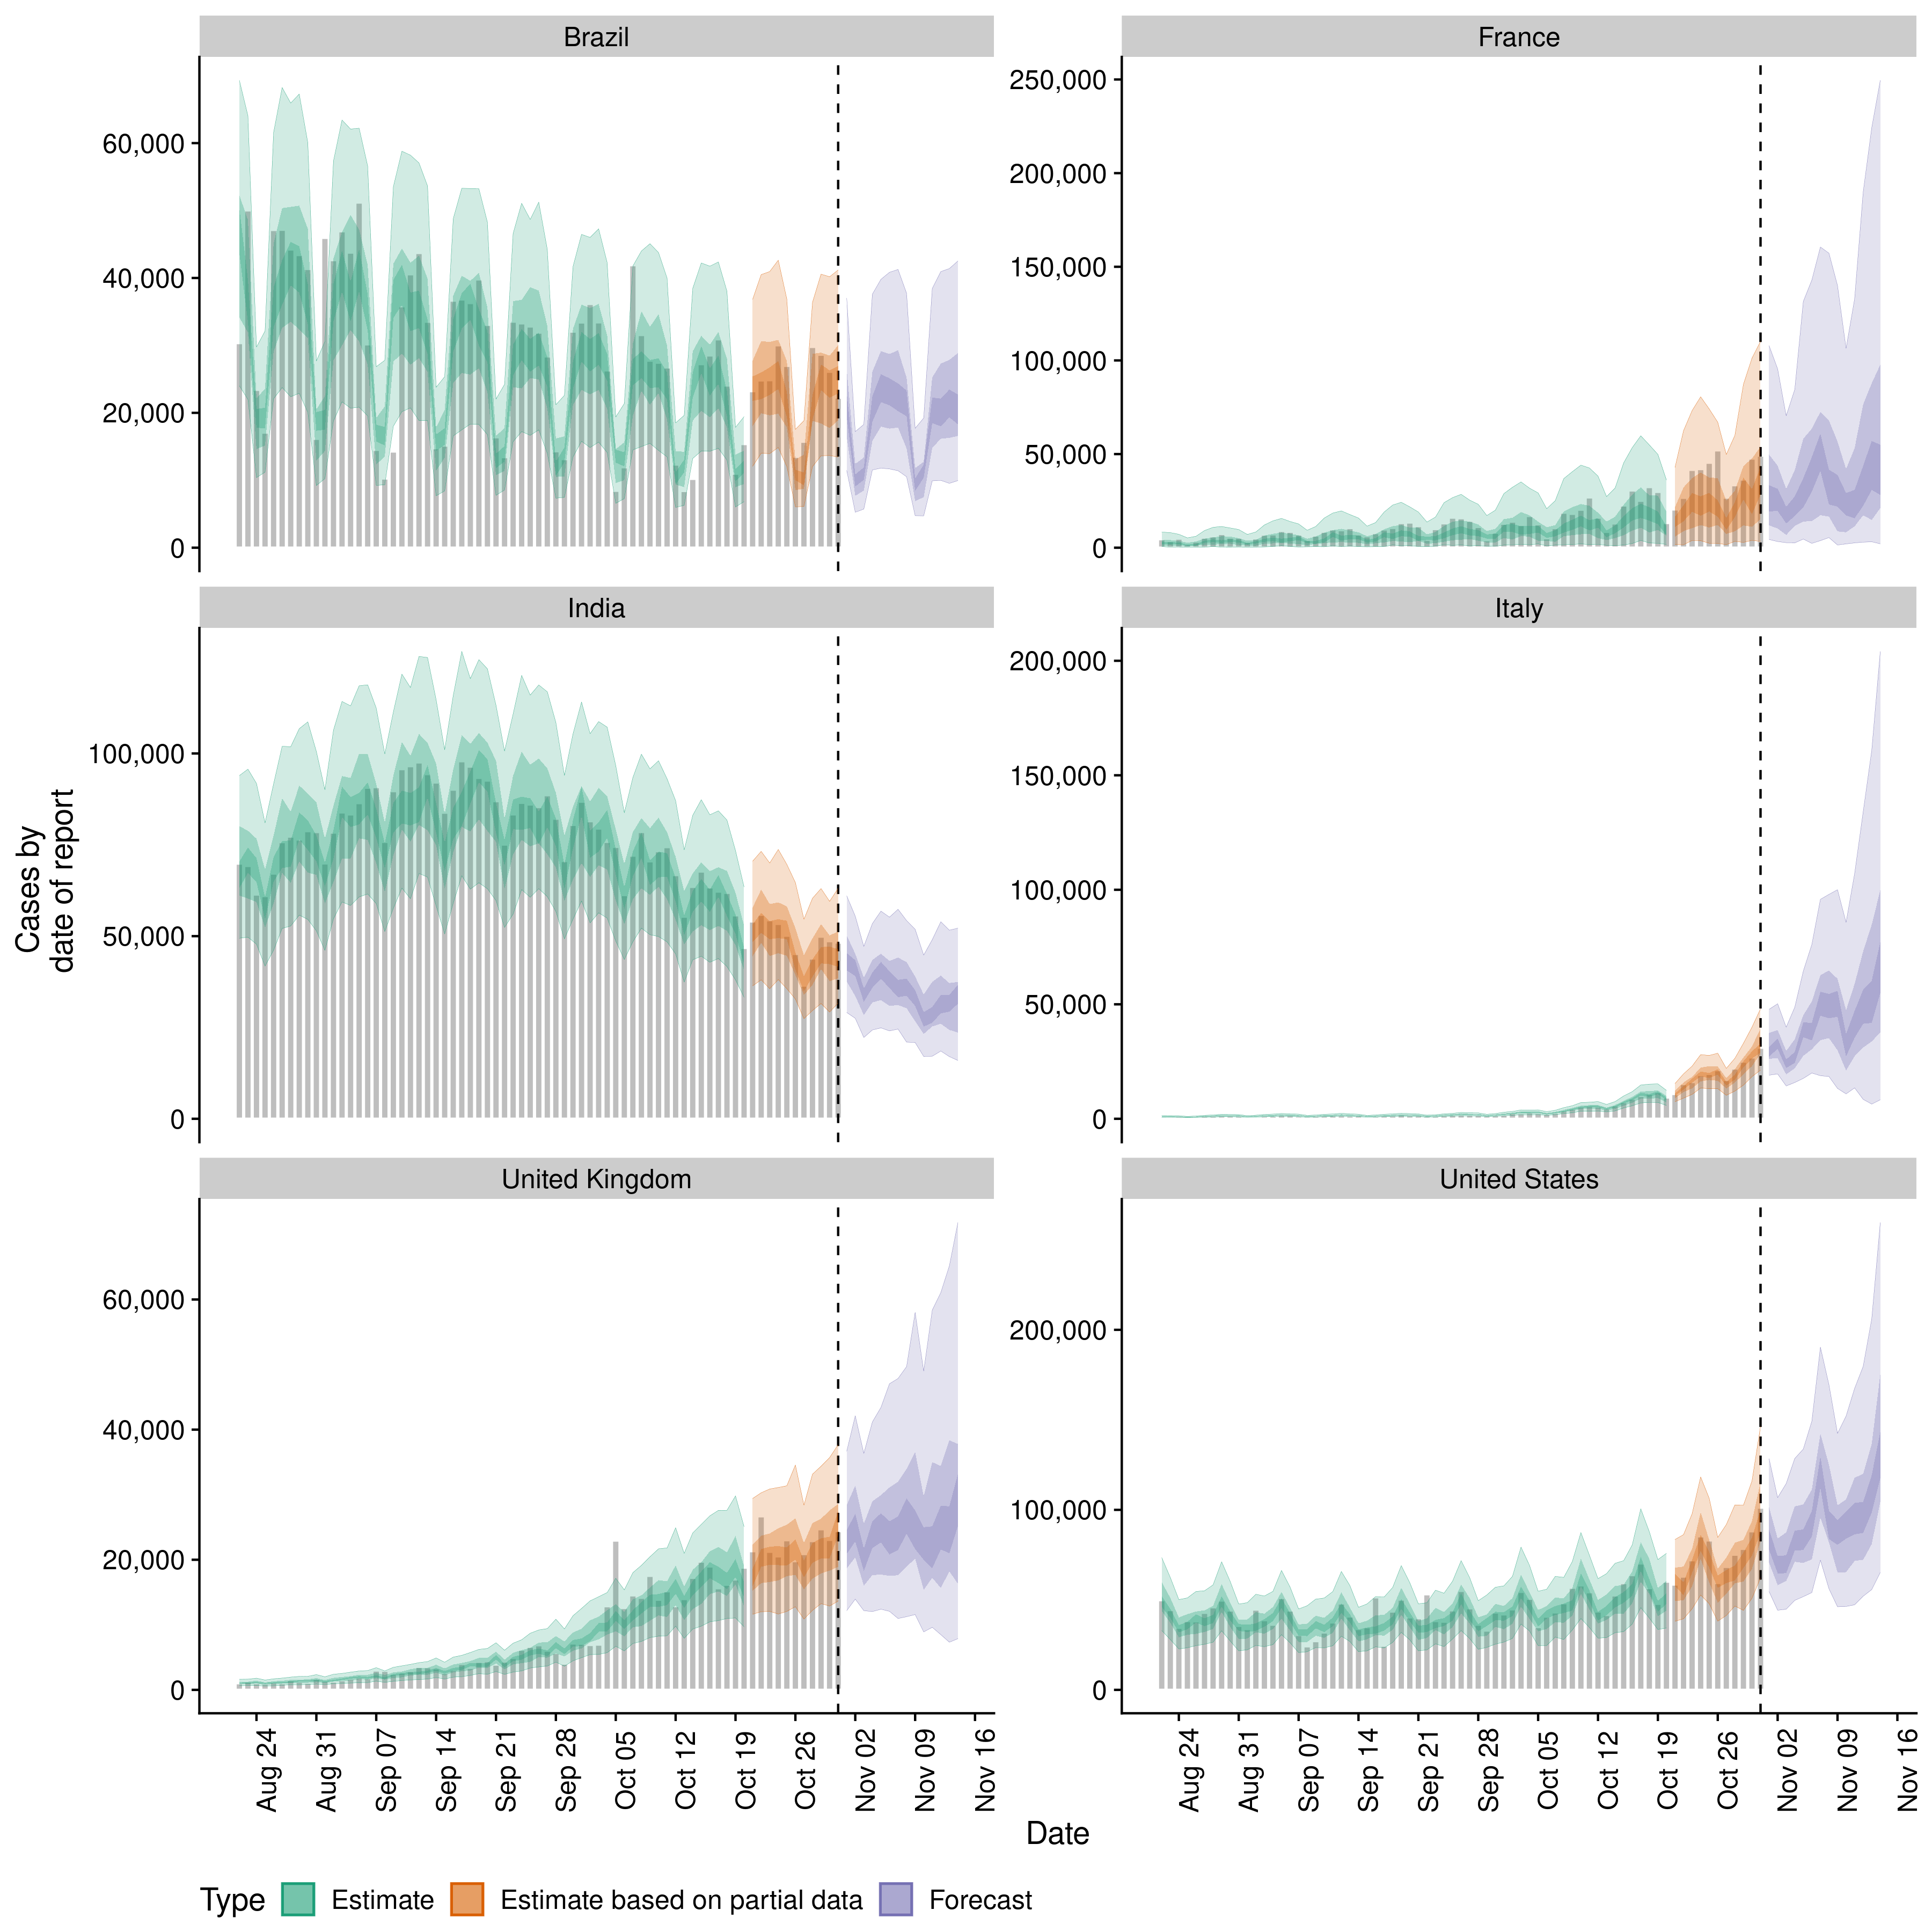 Brazil
France
60,000
40,000
20,000
0
250,000
200,000
150,000
100,000
50,000
0
India
Italy
100,000
50,000
0
200,000
150,000
100,000
50,000
0
Cases by
date of report
United Kingdom
United States
60,000
40,000
20,000
0
200,000
100,000
0
Aug 24
Aug 31
Sep 07
Sep 14
Sep 21
Sep 28
Oct 05
Oct 12
Oct 19
Oct 26
Nov 02
Nov 09
Nov 16
Aug 24
Aug 31
Sep 07
Sep 14
Sep 21
Sep 28
Oct 05
Oct 12
Oct 19
Oct 26
Nov 02
Nov 09
Nov 16
Date
Type Estimate Estimate based on partial data Forecast